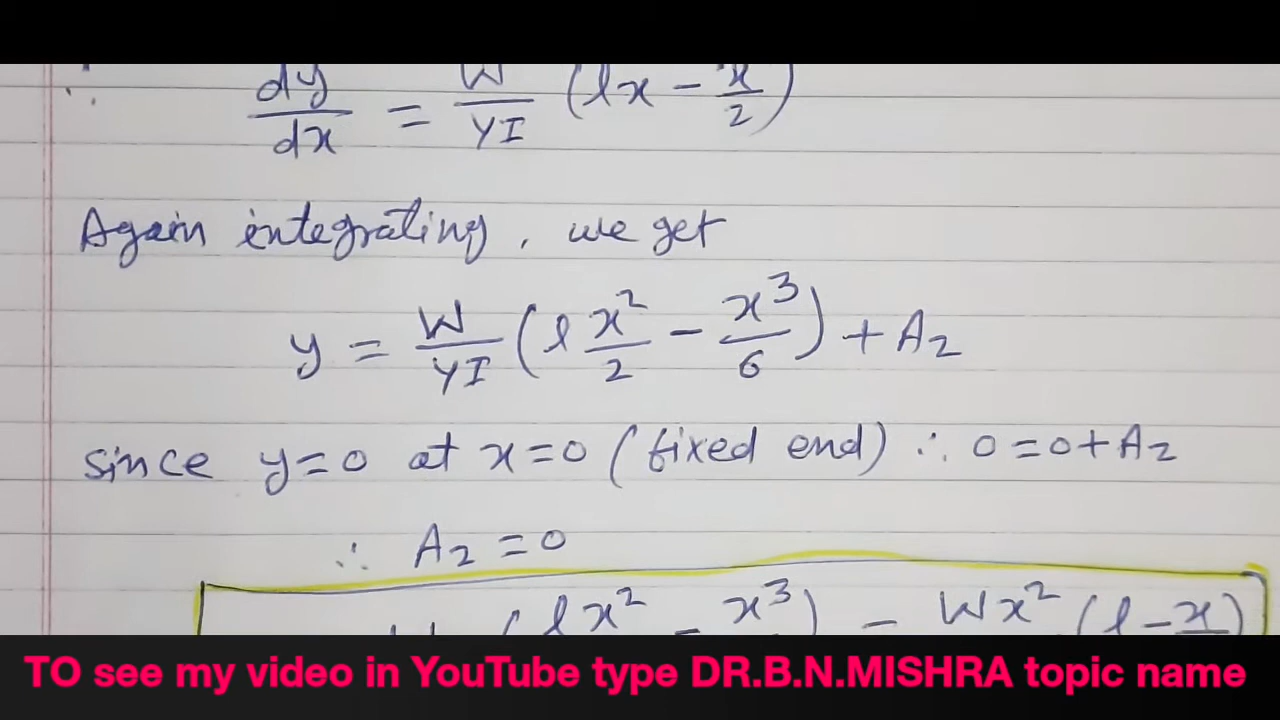 ∴ dy/dx = W/YI (lx - x/2)
Again integrating, we get
y = W/YI (l x²/2 - x³/6) + A₂
since y=0 at x=0 (fixed end) ∴ 0=0+A₂
∴ A₂ = 0
(lx² - x³) = Wx² (l - x)
TO see my video in YouTube type DR.B.N.MISHRA topic name